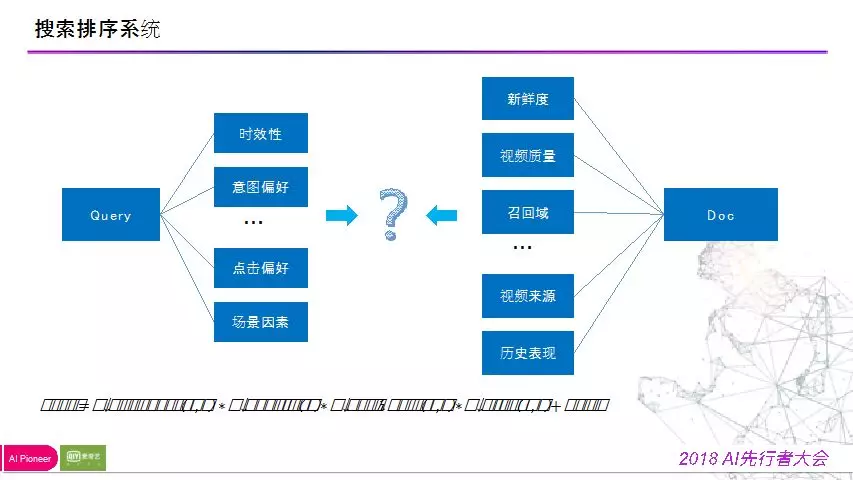 搜索排序系统
时效性
意图偏好
...
点击偏好
场景因素
Query
?
新鲜度
视频质量
召回域
...
视频来源
历史表现
Doc
AI Pioneer
QIY 爱奇艺
2018 AI先行者大会